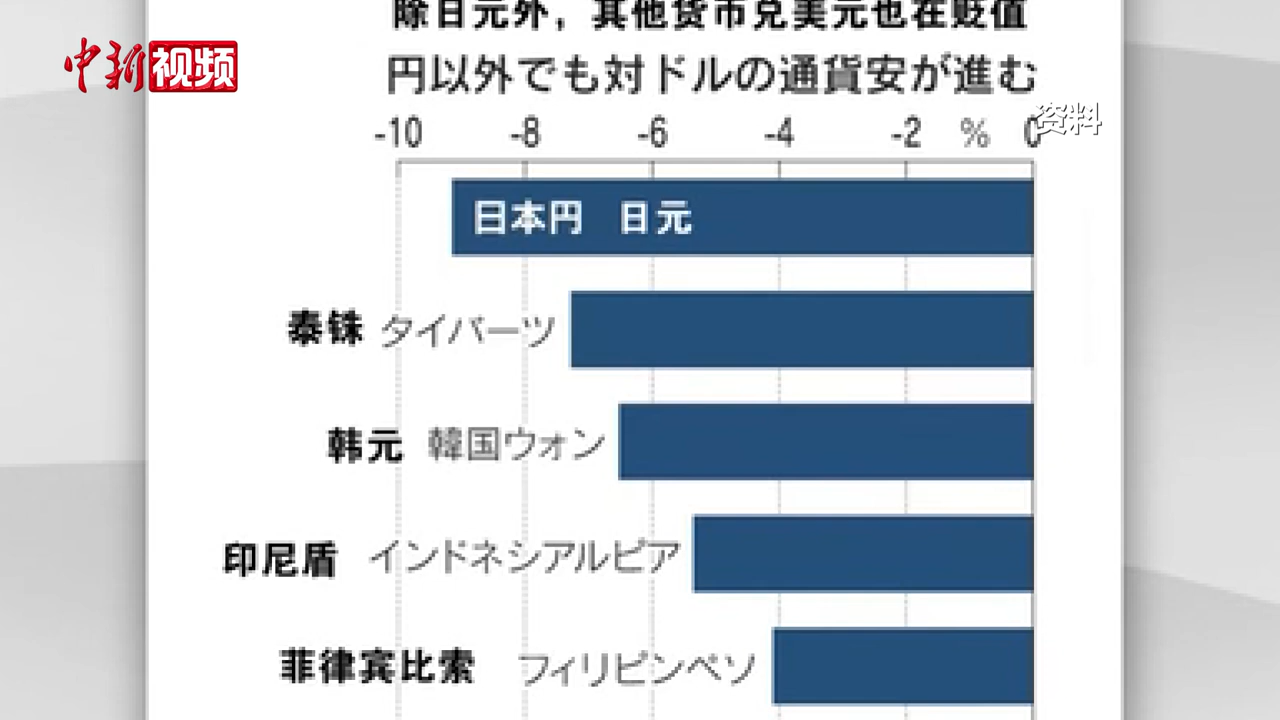 除日元外，其他货币兑美元也在贬值
中新视频
円以外でも対ドルの通貨安が進む
资料
-10 -8 -6 -4 -2 % 0
日本円 日元
泰铢 タイバーツ
韩元 韓国ウォン
印尼盾 インドネシアルピア
菲律宾比索 フィリピンペソ